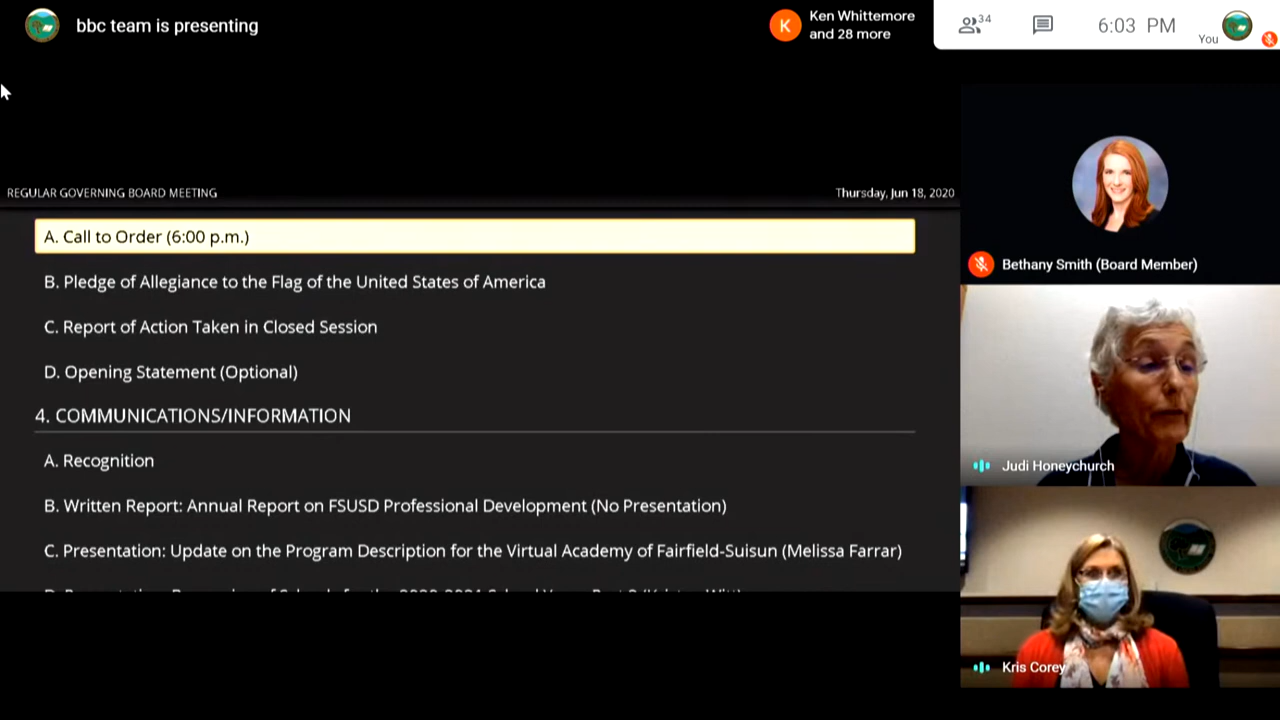 bbc team is presenting
Ken Whittemore
and 28 more
K
34
6:03 PM
You
REGULAR GOVERNING BOARD MEETING
Thursday, Jun 18, 2020
A. Call to Order (6:00 p.m.)
B. Pledge of Allegiance to the Flag of the United States of America
C. Report of Action Taken in Closed Session
D. Opening Statement (Optional)
4. COMMUNICATIONS/INFORMATION
A. Recognition
B. Written Report: Annual Report on FSUSD Professional Development (No Presentation)
C. Presentation: Update on the Program Description for the Virtual Academy of Fairfield-Suisun (Melissa Farrar)
Bethany Smith (Board Member)
Judi Honeychurch
Kris Corey